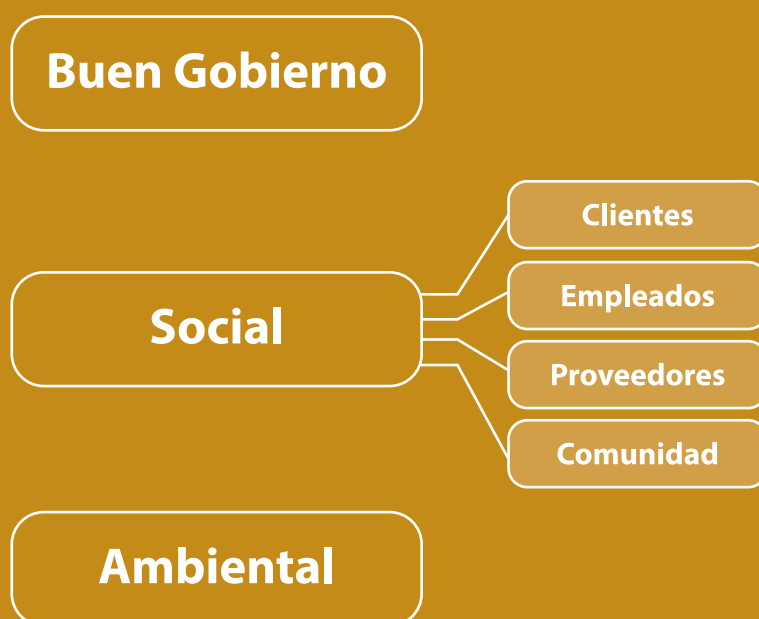 Buen Gobierno
Social
Clientes
Empleados
Proveedores
Comunidad
Ambiental